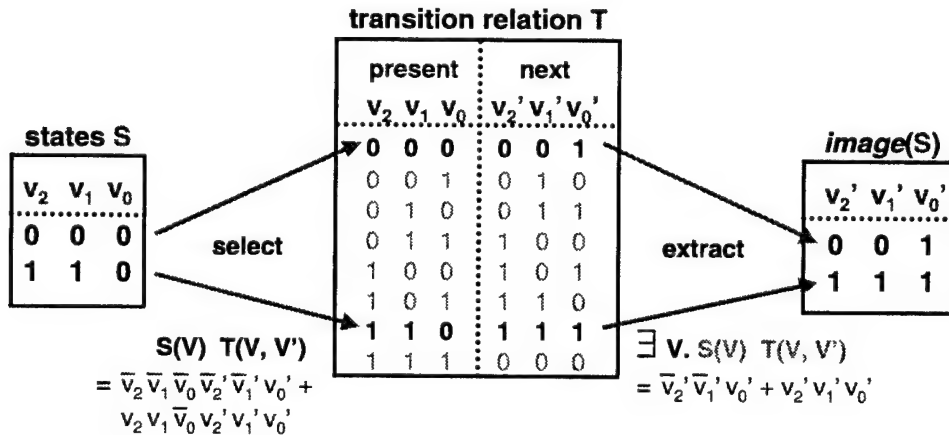 transition relation T
present next
v₂ v₁ v₀ v₂' v₁' v₀'
0 0 0 0 0 1
0 0 1 0 1 0
0 1 0 0 1 1
0 1 1 1 0 0
1 0 0 1 0 1
1 0 1 1 1 0
1 1 0 1 1 1
1 1 1 0 0 0
states S
v₂ v₁ v₀
0 0 0
1 1 0
select
S(V) T(V, V')
= v̅₂ v̅₁ v̅₀ v̅₂' v̅₁' v₀' +
v₂ v₁ v̅₀ v₂' v₁' v₀'
image(S)
v₂' v₁' v₀'
0 0 1
1 1 1
extract
∃ V. S(V) T(V, V')
= v̅₂' v̅₁' v₀' + v₂' v₁' v₀'